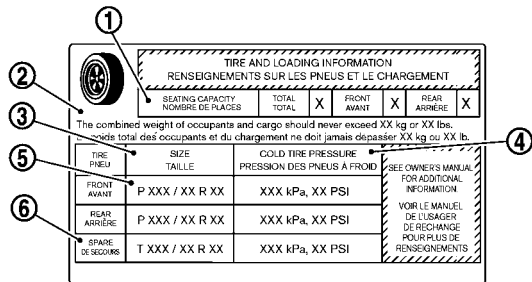 ①
TIRE AND LOADING INFORMATION
RENSEIGNEMENTS SUR LES PNEUS ET LE CHARGEMENT
②
SEATING CAPACITY TOTAL X FRONT X REAR X
NOMBRE DE PLACES TOTAL AVANT ARRIÈRE
③
The combined weight of occupants and cargo should never exceed XX kg or XX lbs.
poids total des occupants et du chargement ne doit jamais depasser XX kg ou XX lb.
④
TIRE SIZE COLD TIRE PRESSURE
PNEU TAILLE PRESSION DES PNEUS À FROID
⑤
FRONT
AVANT
P XXX / XX R XX XXX kPa, XX PSI
REAR
ARRIÈRE
P XXX / XX R XX XXX kPa, XX PSI
⑥
SPARE
DE SECOURS
T XXX / XX R XX XXX kPa, XX PSI
SEE OWNER'S MANUAL
FOR ADDITIONAL
INFORMATION.
VOIR LE MANUEL
DE L'USAGER
DE RECHANGE
POUR PLUS DE
RENSEIGNEMENTS